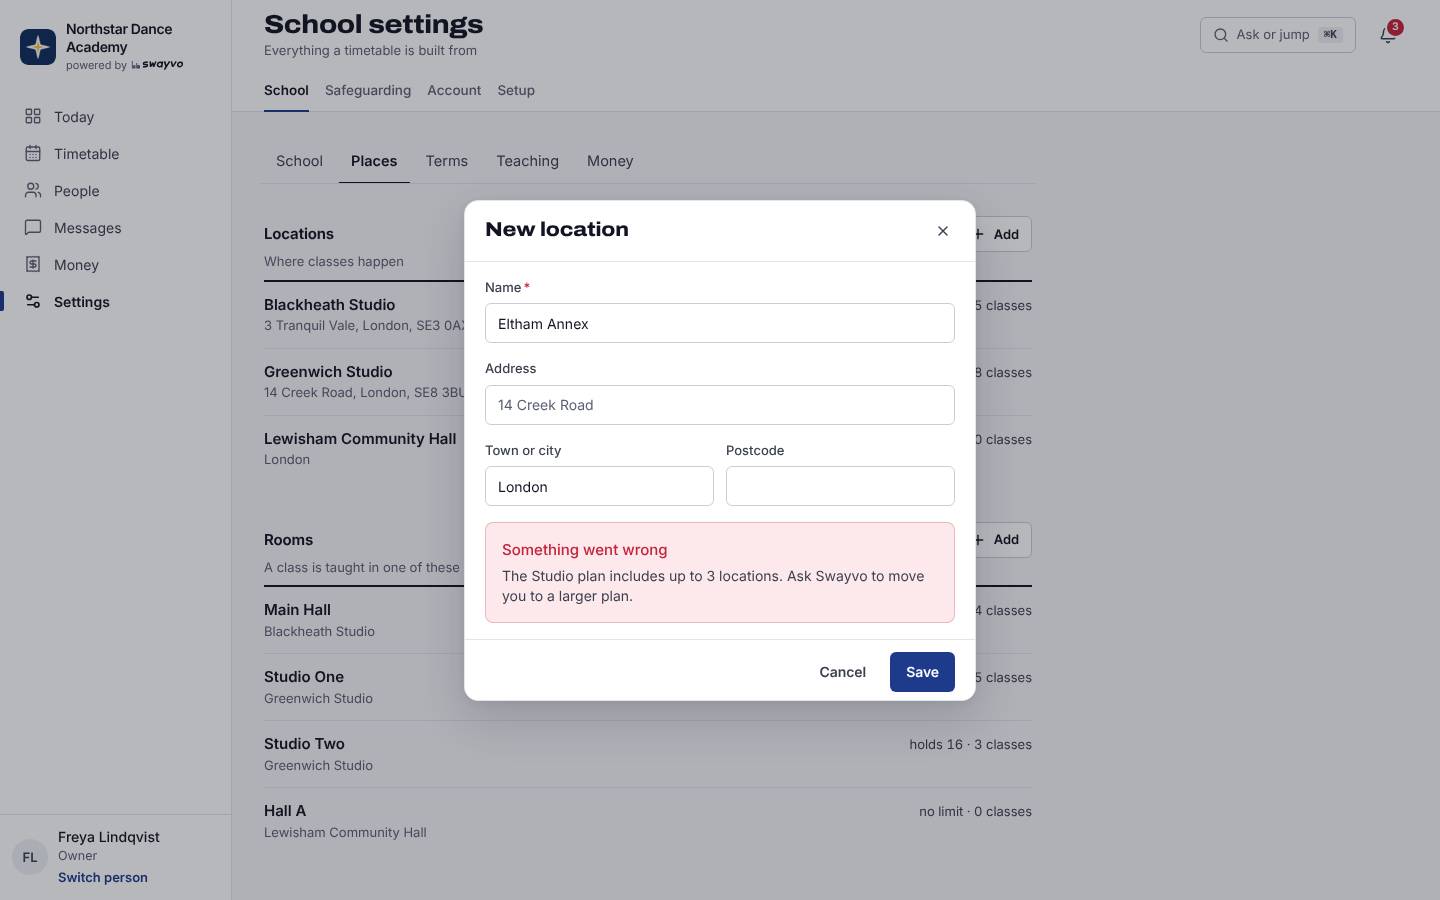 Northstar Dance
Academy
powered by swayvo
Today
Timetable
People
Messages
Money
Settings
Freya Lindqvist
FL
Owner
Switch person
School settings
Everything a timetable is built from
Ask or jump ⌘K
3
School Safeguarding Account Setup
School Places Terms Teaching Money
Locations
Add
Where classes happen
Blackheath Studio
5 classes
3 Tranquil Vale, London, SE3 0AX
Greenwich Studio
8 classes
14 Creek Road, London, SE8 3BU
Lewisham Community Hall
0 classes
London
Rooms
Add
A class is taught in one of these
Main Hall
4 classes
Blackheath Studio
Studio One
5 classes
Greenwich Studio
Studio Two
holds 16 · 3 classes
Greenwich Studio
Hall A
no limit · 0 classes
Lewisham Community Hall
New location
Name *
Eltham Annex
Address
14 Creek Road
Town or city Postcode
London
Something went wrong
The Studio plan includes up to 3 locations. Ask Swayvo to move
you to a larger plan.
Cancel Save